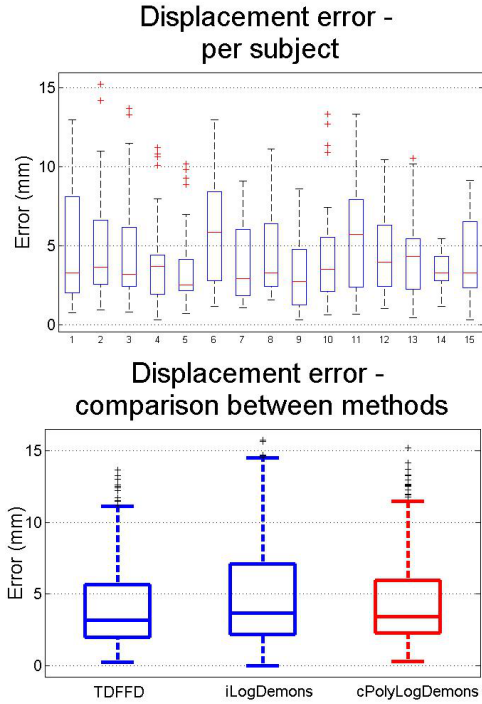 Displacement error -
per subject
Error (mm)
15
10
5
0
1 2 3 4 5 6 7 8 9 10 11 12 13 14 15
Displacement error -
comparison between methods
Error (mm)
15
10
5
0
TDFFD iLogDemons cPolyLogDemons